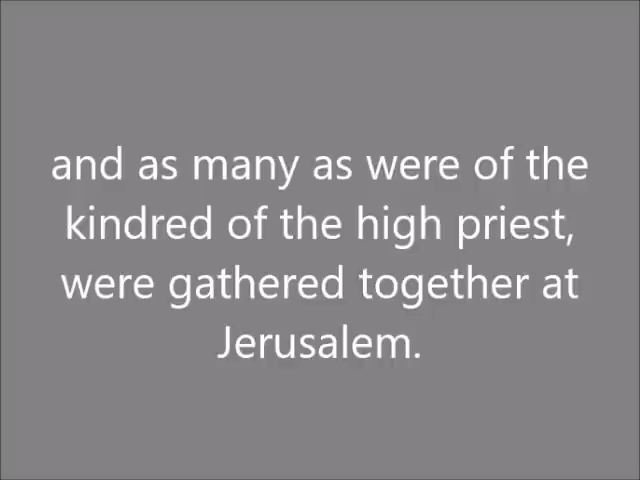 and as many as were of the
kindred of the high priest,
were gathered together at
Jerusalem.